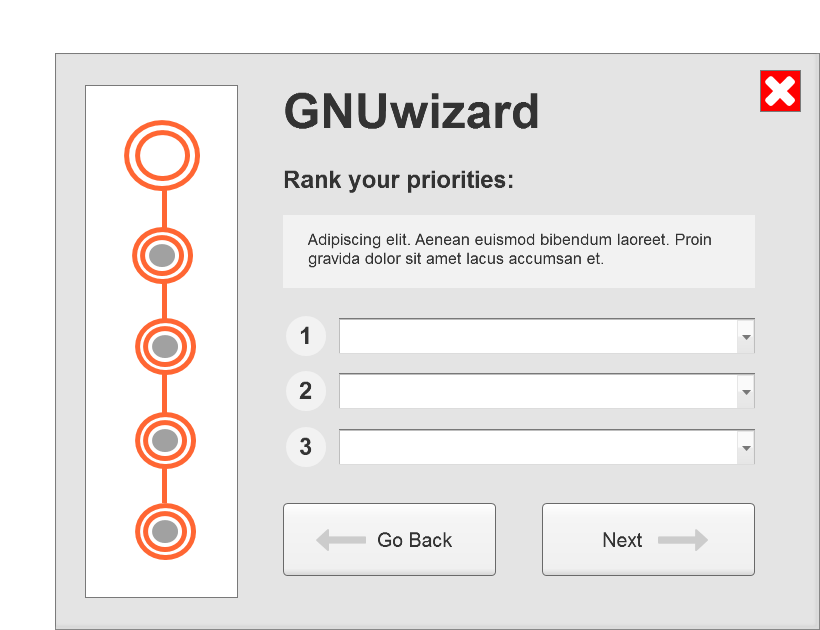 GNUwizard
Rank your priorities:
Adipiscing elit. Aenean euismod bibendum laoreet. Proin
gravida dolor sit amet lacus accumsan et.
1
2
3
Go Back
Next